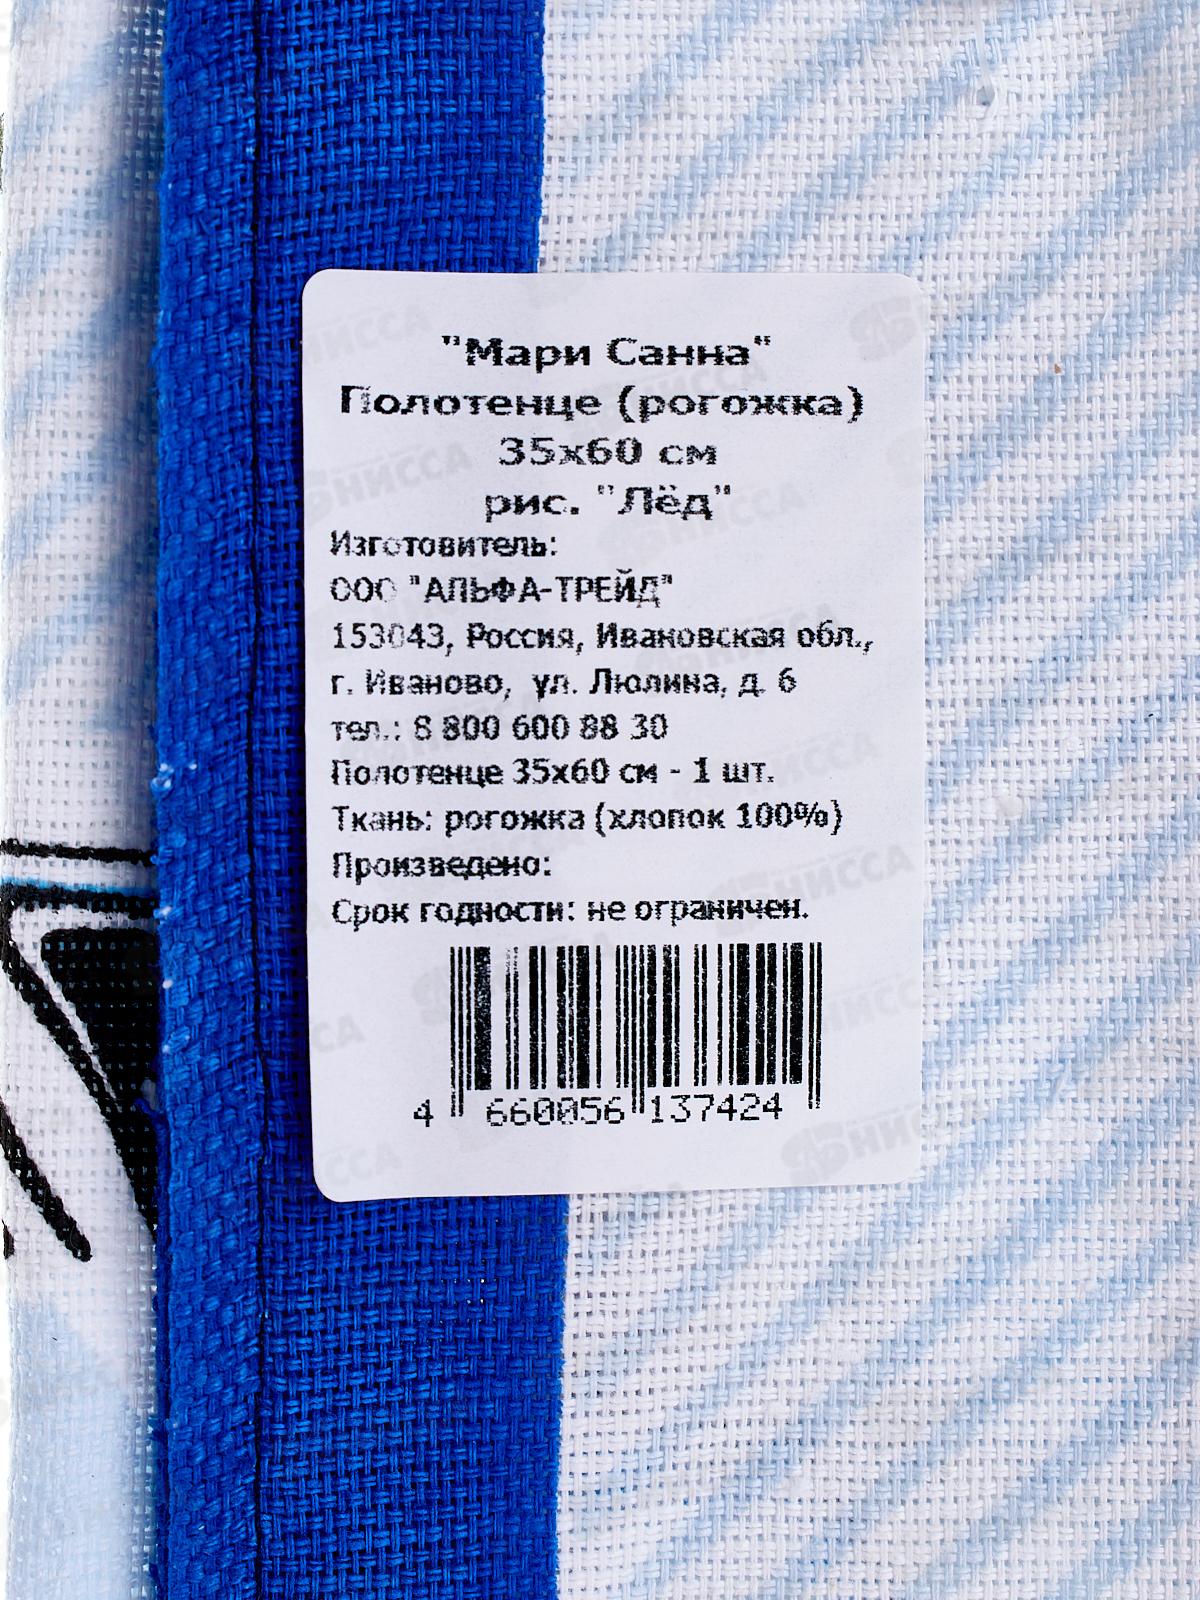 "Мари Санна"
Полотенце (рогожка)
35х60 см
рис. "Лёд"
Изготовитель:
ООО "АЛЬФА-ТРЕЙД"
153043, Россия, Ивановская обл.,
г. Иваново, ул. Люлина, д. 6
тел.: 8 800 600 88 30
Полотенце 35х60 см - 1 шт.
Ткань: рогожка (хлопок 100%)
Произведено:
Срок годности: не ограничен.
4 660056 137424